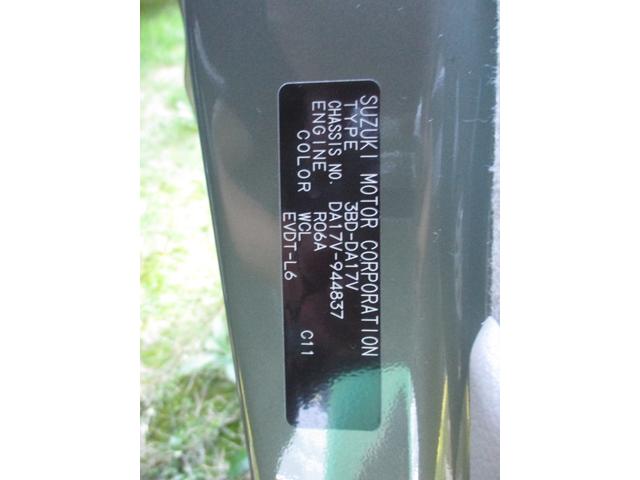 SUZUKI MOTOR CORPORATION
TYPE 3BD-DA17V
CHASSIS NO. DA17V-944837
ENGINE R06A
COLOR WCL C11
EVDT-L6